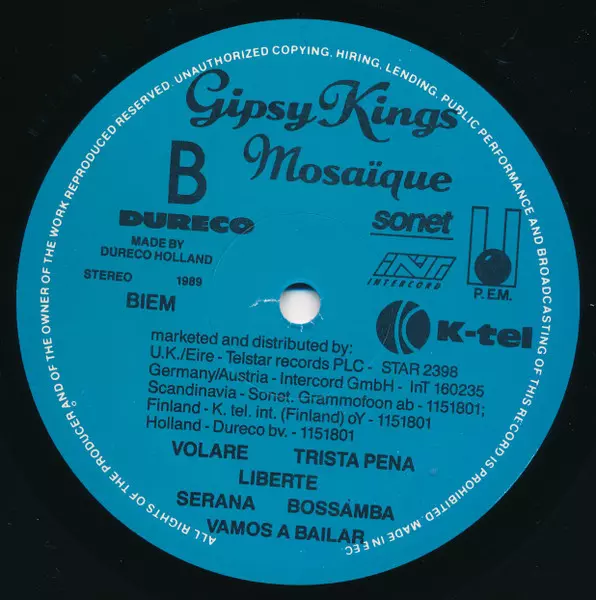 ALL RIGHTS OF THE PRODUCER AND OF THE OWNER OF THE WORK REPRODUCED RESERVED. UNAUTHORIZED COPYING, HIRING, LENDING, PUBLIC PERFORMANCE AND BROADCASTING OF THIS RECORD IS PROHIBITED. MADE IN EEC
Gipsy Kings
Mosaïque
B
DURECO
MADE BY
DURECO HOLLAND
STEREO 1989
BIEM
sonet
INT
INTERCORD
P.E.M.
K K-tel
marketed and distributed by:
U.K./Eire - Telstar records PLC - STAR 2398
Germany/Austria - Intercord GmbH - InT 160235
Scandinavia - Sonet. Grammofoon ab - 1151801;
Finland - K. tel. int. (Finland) oY - 1151801
Holland - Dureco bv. - 1151801
VOLARE TRISTA PENA
LIBERTE
SERANA BOSSAMBA
VAMOS A BAILAR